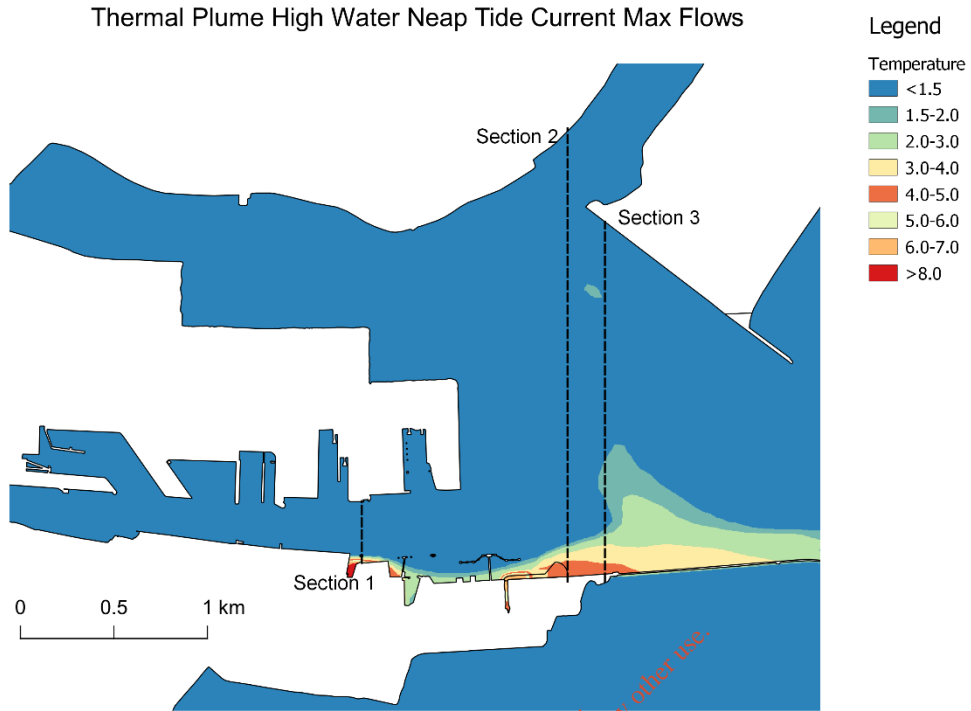 Thermal Plume High Water Neap Tide Current Max Flows
Legend
Temperature
<1.5
1.5-2.0
2.0-3.0
3.0-4.0
4.0-5.0
5.0-6.0
6.0-7.0
>8.0
Section 2
Section 3
Section 1
0 0.5 1 km
other use.